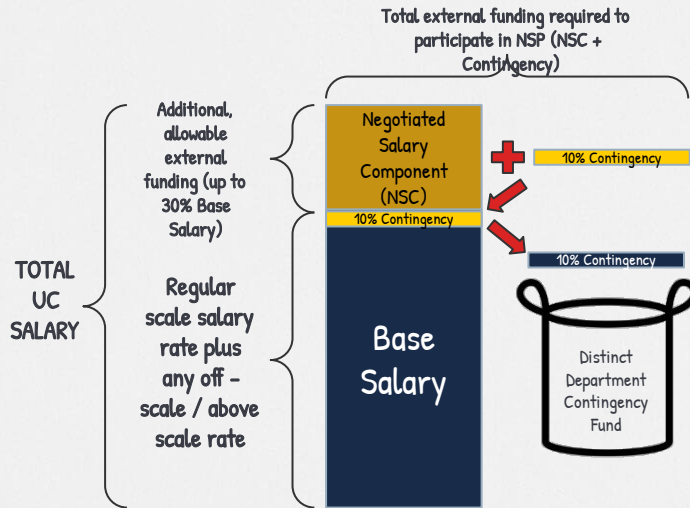 Total external funding required to
participate in NSP (NSC +
Contingency)
Additional,
allowable
external
funding (up to
30% Base
Salary)
Negotiated
Salary
Component
(NSC)
10% Contingency
10% Contingency
10% Contingency
TOTAL
UC
SALARY
Regular
scale salary
rate plus
any off –
scale / above
scale rate
Base
Salary
Distinct
Department
Contingency
Fund